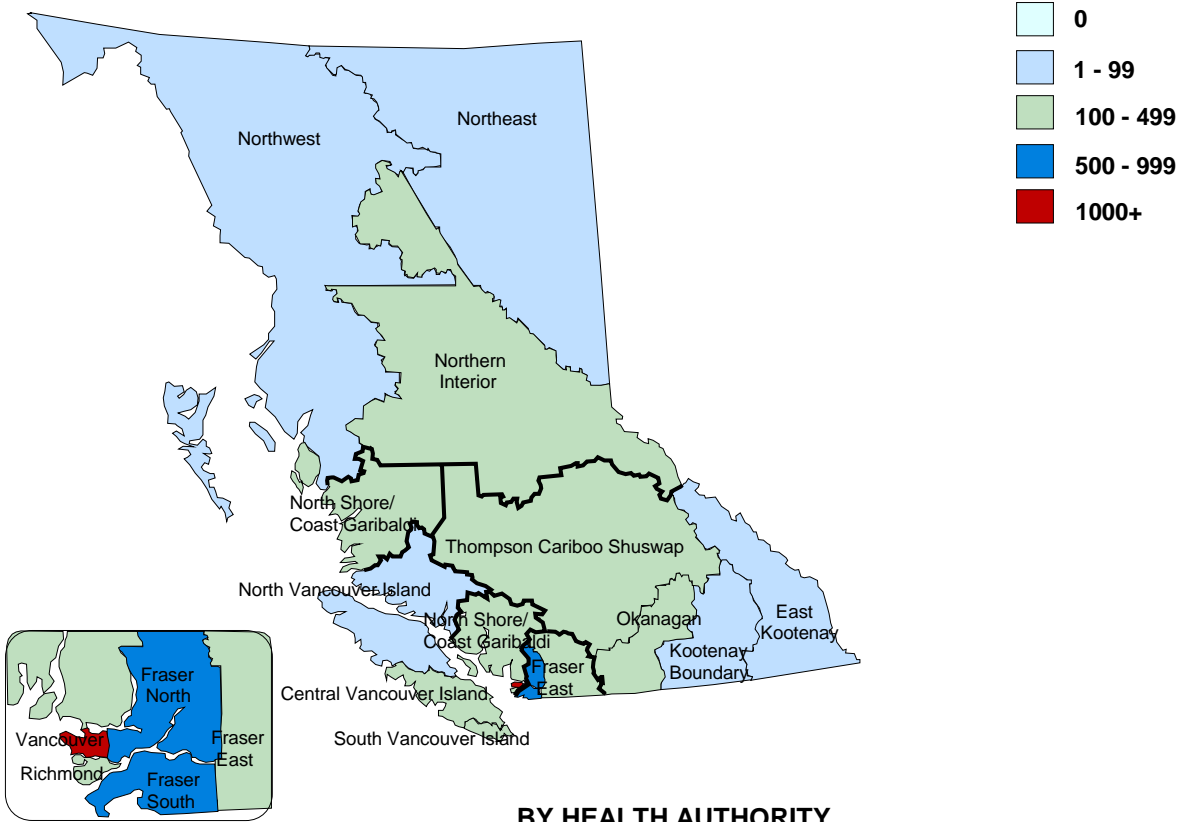 0
1 - 99
100 - 499
500 - 999
1000+
Northwest
Northeast
Northern
Interior
North Shore/
Coast Garibaldi
Thompson Cariboo Shuswap
North Vancouver Island
North Shore/
Coast Garibaldi
Okanagan
East
Kootenay
Kootenay
Boundary
Fraser
East
Central Vancouver Island
South Vancouver Island
Fraser
North
Vancouver
Fraser
East
Richmond
Fraser
South
BY HEALTH AUTHORITY